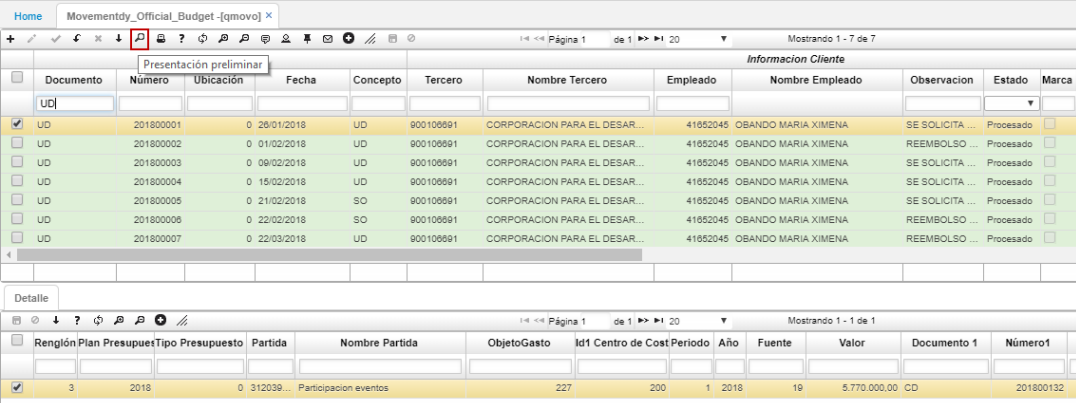 Home Movementdy_Official_Budget -[qmovo] ×
Página 1 de 1 20 Mostrando 1 - 7 de 7
Presentación preliminar
Informacion Cliente
Documento Número Ubicación Fecha Concepto Tercero Nombre Tercero Empleado Nombre Empleado Observacion Estado Marca
UD
UD 201800001 0 26/01/2018 UD 900106691 CORPORACION PARA EL DESAR... 41652045 OBANDO MARIA XIMENA SE SOLICITA ... Procesado
UD 201800002 0 01/02/2018 UD 900106691 CORPORACION PARA EL DESAR... 41652045 OBANDO MARIA XIMENA REEMBOLSO ... Procesado
UD 201800003 0 09/02/2018 UD 900106691 CORPORACION PARA EL DESAR... 41652045 OBANDO MARIA XIMENA SE SOLICITA ... Procesado
UD 201800004 0 15/02/2018 UD 900106691 CORPORACION PARA EL DESAR... 41652045 OBANDO MARIA XIMENA SE SOLICITA ... Procesado
UD 201800005 0 21/02/2018 SO 900106691 CORPORACION PARA EL DESAR... 41652045 OBANDO MARIA XIMENA SE SOLICITA ... Procesado
UD 201800006 0 22/02/2018 SO 900106691 CORPORACION PARA EL DESAR... 41652045 OBANDO MARIA XIMENA REEMBOLSO ... Procesado
UD 201800007 0 22/03/2018 UD 900106691 CORPORACION PARA EL DESAR... 41652045 OBANDO MARIA XIMENA REEMBOLSO ... Procesado
Detalle
Página 1 de 1 20 Mostrando 1 - 1 de 1
Renglón Plan Presupues Tipo Presupuesto Partida Nombre Partida ObjetoGasto Id1 Centro de Cost Periodo Año Fuente Valor Documento 1 Número1
3 2018 0 312039... Participacion eventos 227 200 1 2018 19 5.770.000,00 CD 201800132